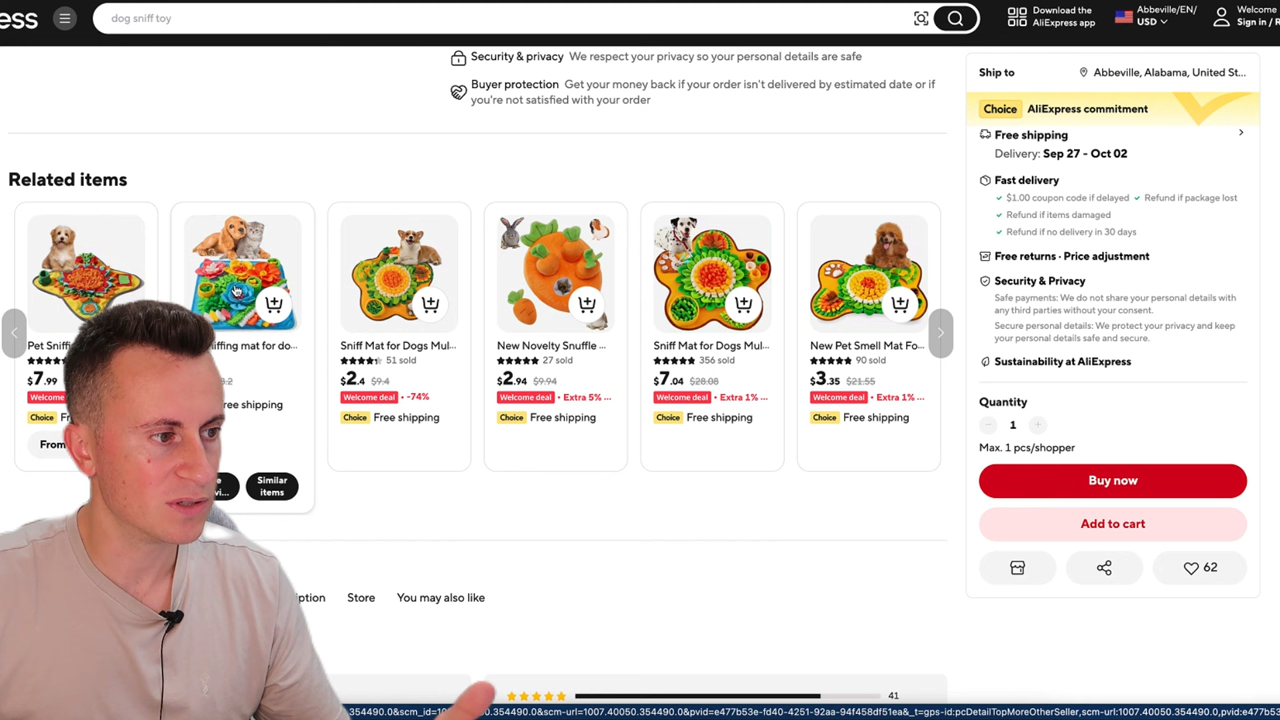 ess
dog sniff toy
Download the
AliExpress app
Abbeville/EN/
USD
Welcome
Sign in / R
Security & privacy We respect your privacy so your personal details are safe
Buyer protection Get your money back if your order isn't delivered by estimated date or if
you're not satisfied with your order
Related items
Pet Sniffi
$7.99
Welcome
Choice Fr
From
niffing mat for do...
ree shipping
Similar
items
Sniff Mat for Dogs Mul...
51 sold
$2.4 $9.4
Welcome deal · -74%
Choice Free shipping
New Novelty Snuffle ...
27 sold
$2.94 $9.94
Welcome deal · Extra 5% ...
Choice Free shipping
Sniff Mat for Dogs Mul...
356 sold
$7.04 $28.08
Welcome deal · Extra 1% ...
Choice Free shipping
New Pet Smell Mat Fo...
90 sold
$3.35 $21.55
Welcome deal · Extra 1% ...
Choice Free shipping
iption Store You may also like
41
Ship to
Abbeville, Alabama, United St...
Choice AliExpress commitment
Free shipping
Delivery: Sep 27 - Oct 02
Fast delivery
$1.00 coupon code if delayed Refund if package lost
Refund if items damaged
Refund if no delivery in 30 days
Free returns · Price adjustment
Security & Privacy
Safe payments: We do not share your personal details with
any third parties without your consent.
Secure personal details: We protect your privacy and keep
your personal details safe and secure.
Sustainability at AliExpress
Quantity
1
Max. 1 pcs/shopper
Buy now
Add to cart
62